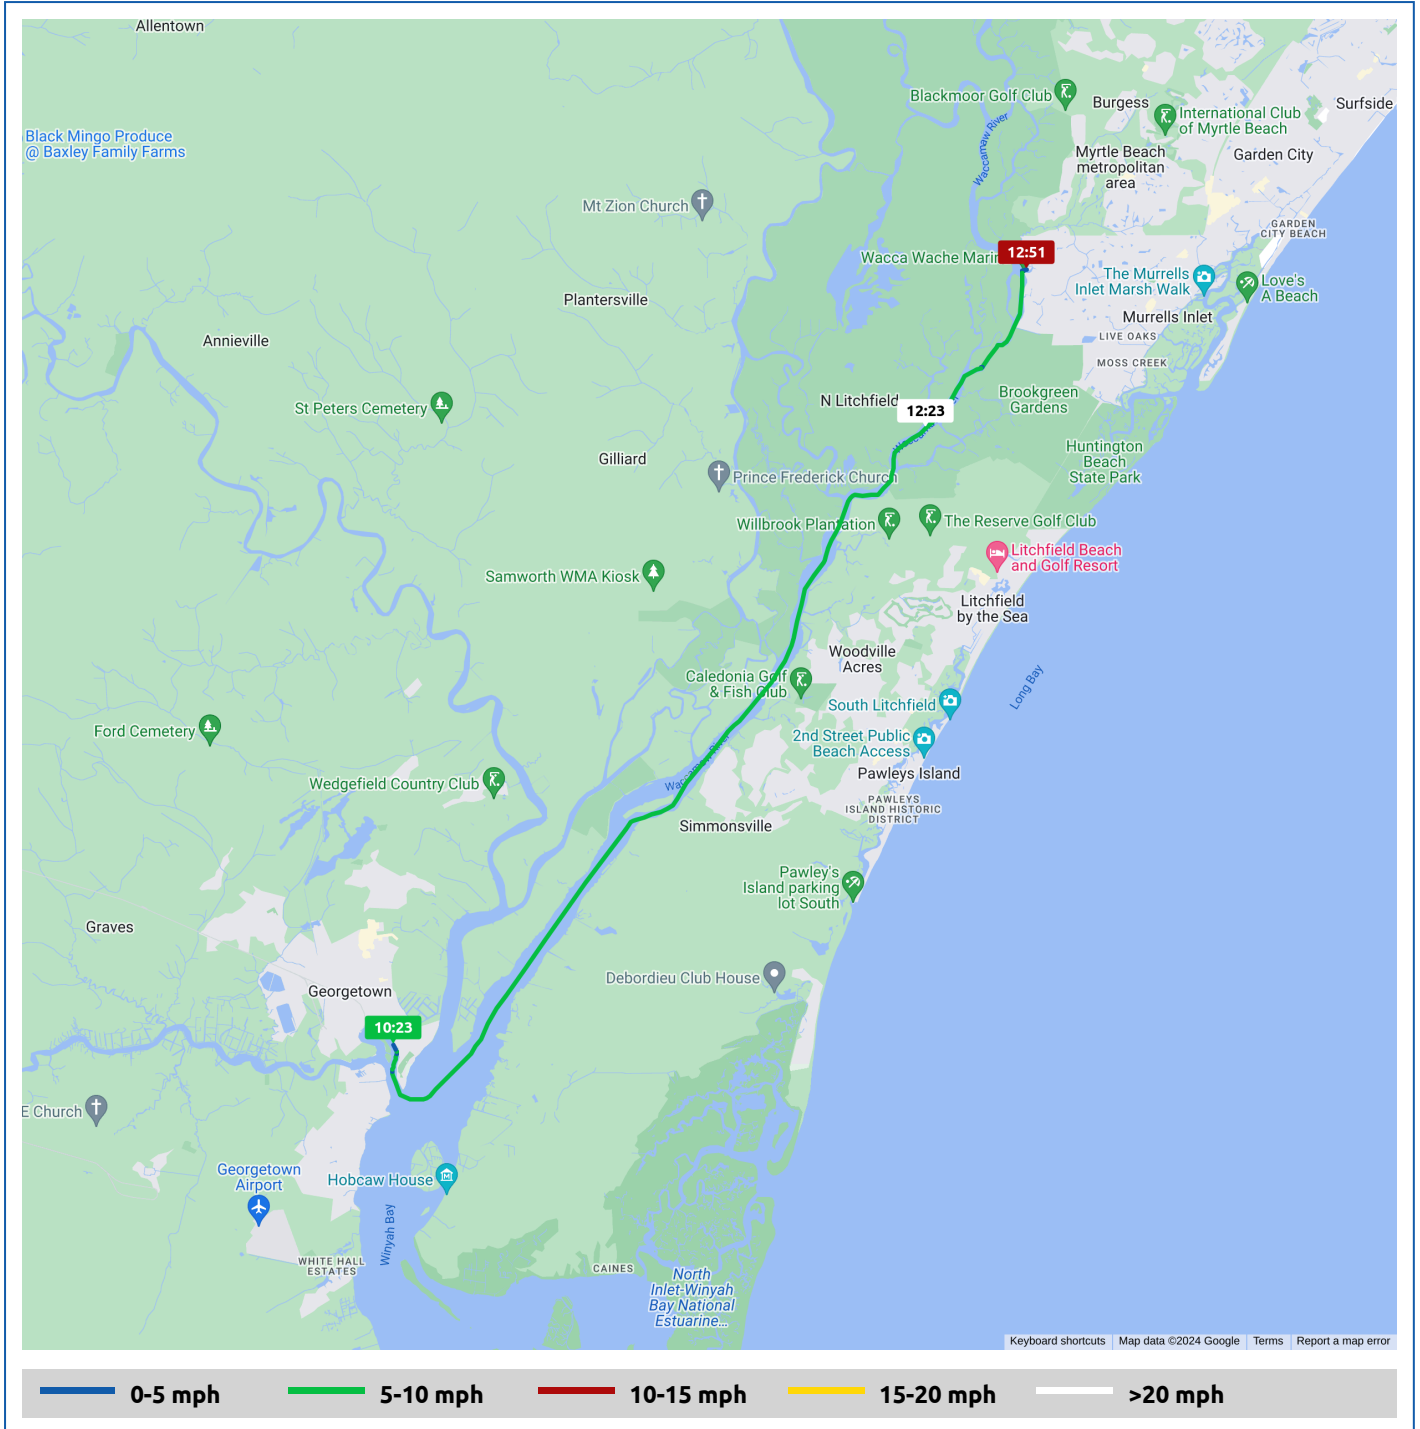 Allentown
Blackmoor Golf Club
Burgess
Surfside
International Club
of Myrtle Beach
Black Mingo Produce
@ Baxley Family Farms
Waccamaw River
Myrtle Beach
metropolitan
area
Garden City
Mt Zion Church
GARDEN
CITY BEACH
Wacca Wache Marin
12:51
The Murrells
Inlet Marsh Walk
Love's
A Beach
Plantersville
Murrells Inlet
Annieville
LIVE OAKS
MOSS CREEK
St Peters Cemetery
N Litchfield
12:23
Brookgreen
Gardens
Gilliard
Huntington
Beach
State Park
Prince Frederick Church
Willbrook Plantation
The Reserve Golf Club
Litchfield Beach
and Golf Resort
Samworth WMA Kiosk
Litchfield
by the Sea
Woodville
Acres
Caledonia Golf
& Fish Club
Long Bay
South Litchfield
Ford Cemetery
2nd Street Public
Beach Access
Waccamaw River
Pawleys Island
Wedgefield Country Club
PAWLEYS
ISLAND HISTORIC
DISTRICT
Simmonsville
Pawley's
Island parking
lot South
Graves
Debordieu Club House
Georgetown
10:23
E Church
Georgetown
Airport
Hobcaw House
Winyah Bay
WHITE HALL
ESTATES
CAINES
North
Inlet-Winyah
Bay National
Estuarine...
Keyboard shortcuts
Map data ©2024 Google
Terms
Report a map error
0-5 mph
5-10 mph
10-15 mph
15-20 mph
>20 mph